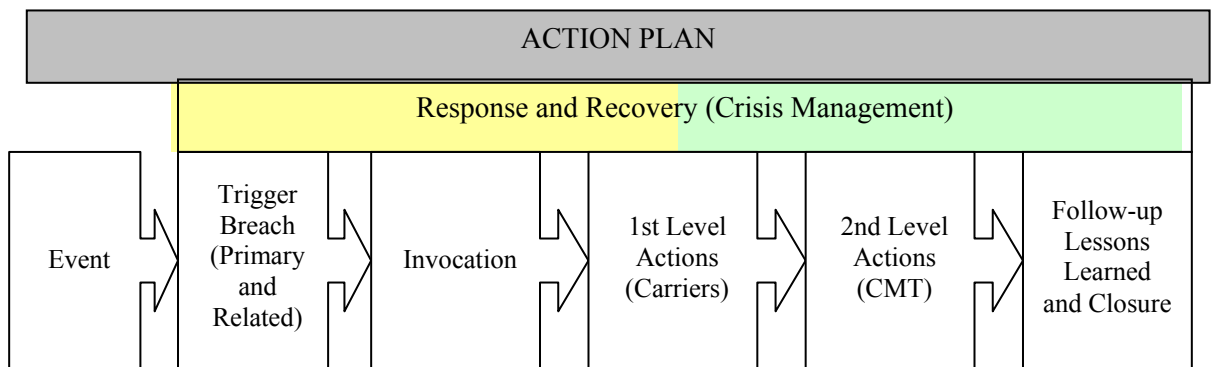 ACTION PLAN
Response and Recovery (Crisis Management)
Event
Trigger
Breach
(Primary
and
Related)
Invocation
1st Level
Actions
(Carriers)
2nd Level
Actions
(CMT)
Follow-up
Lessons
Learned
and Closure